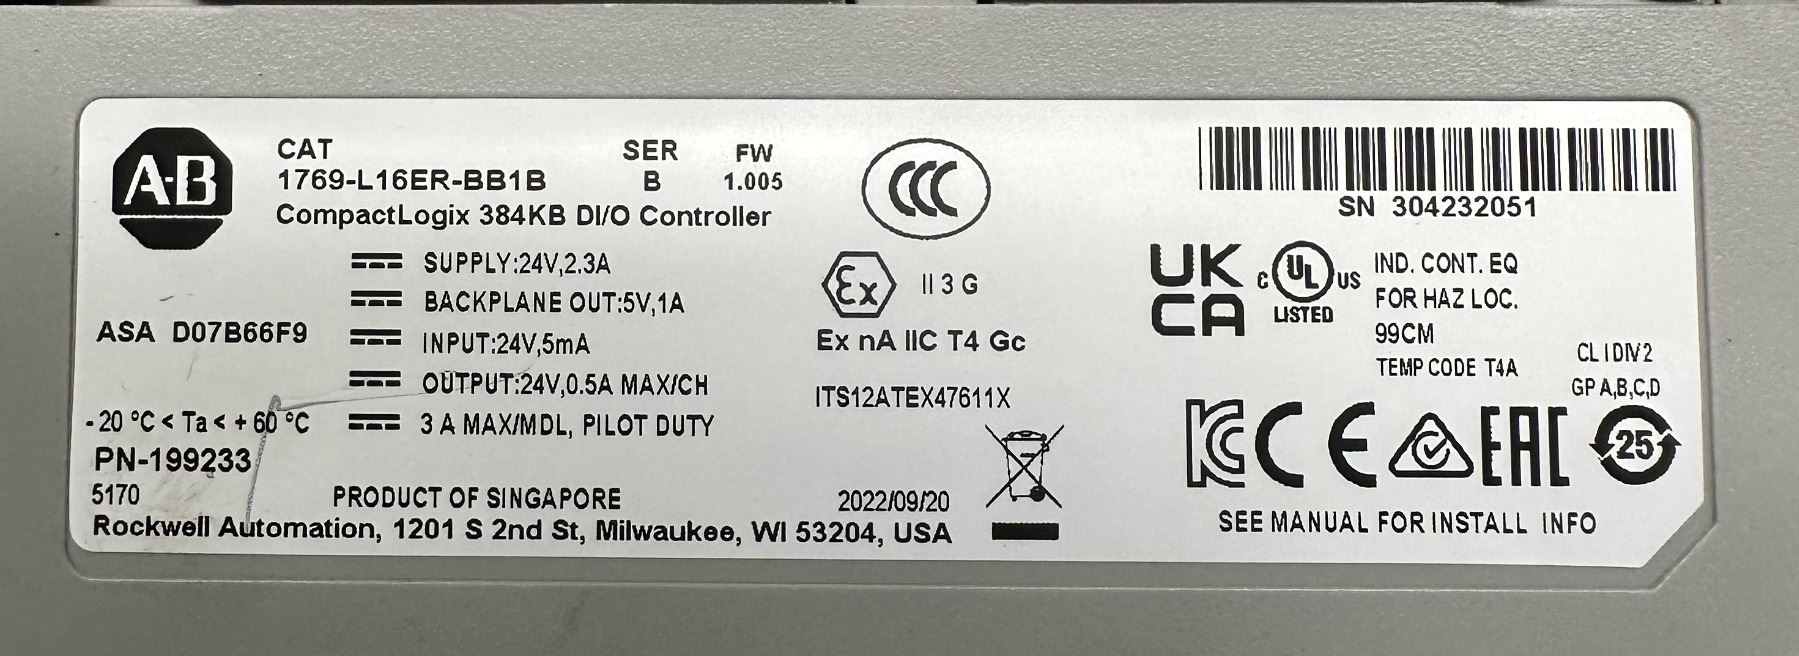 A-B
CAT SER FW
1769-L16ER-BB1B B 1.005
CompactLogix 384KB DI/O Controller
SUPPLY:24V,2.3A
BACKPLANE OUT:5V,1A
ASA D07B66F9
INPUT:24V,5mA
OUTPUT:24V,0.5A MAX/CH
-20 °C < Ta < + 60 °C
3 A MAX/MDL, PILOT DUTY
PN-199233
5170
PRODUCT OF SINGAPORE
2022/09/20
Rockwell Automation, 1201 S 2nd St, Milwaukee, WI 53204, USA
CCC
Ex II 3 G
Ex nA IIC T4 Gc
ITS12ATEX47611X
SN 304232051
UK
CA
C UL US
LISTED
IND. CONT. EQ
FOR HAZ LOC.
99CM
TEMP CODE T4A
CL I DIV 2
GP A,B,C,D
KC CE EAC 25
SEE MANUAL FOR INSTALL INFO